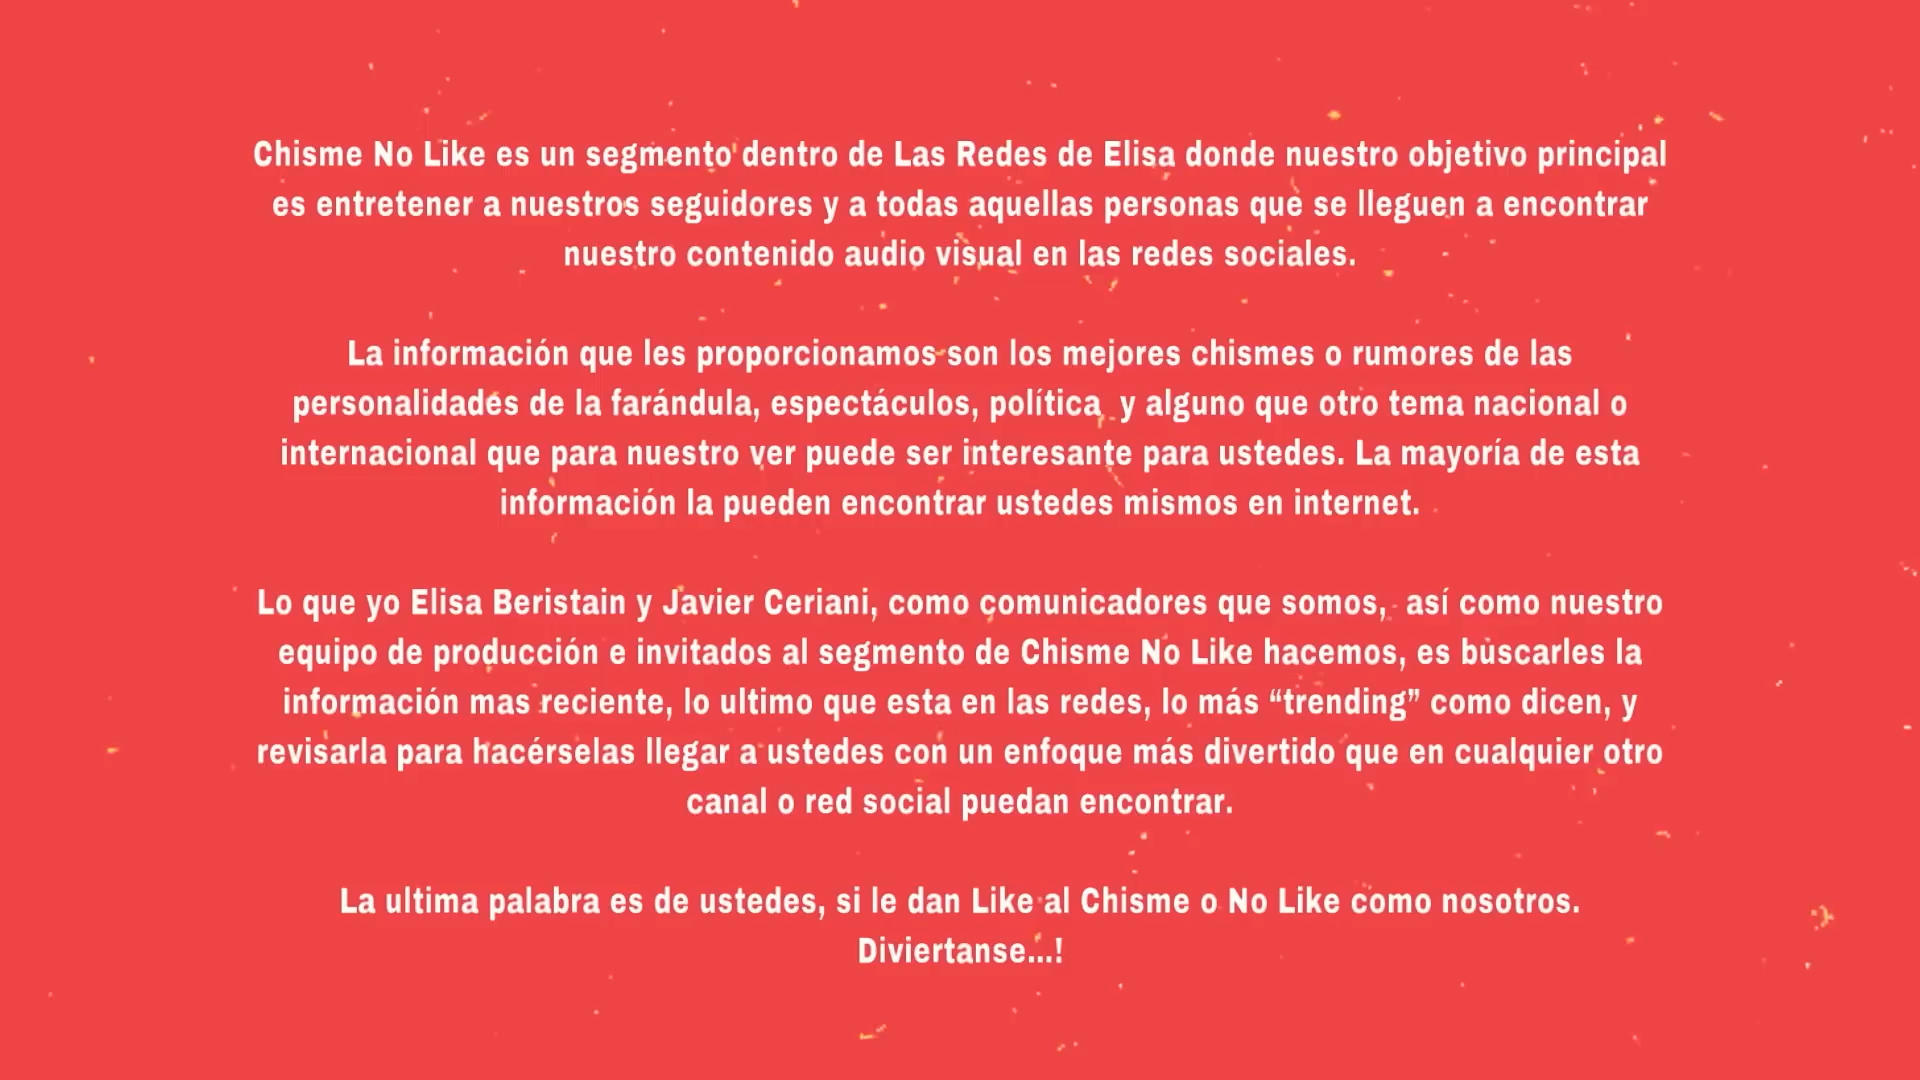 Chisme No Like es un segmento dentro de Las Redes de Elisa donde nuestro objetivo principal
es entretener a nuestros seguidores y a todas aquellas personas que se lleguen a encontrar
nuestro contenido audio visual en las redes sociales.
La información que les proporcionamos son los mejores chismes o rumores de las
personalidades de la farándula, espectáculos, política y alguno que otro tema nacional o
internacional que para nuestro ver puede ser interesante para ustedes. La mayoría de esta
información la pueden encontrar ustedes mismos en internet.
Lo que yo Elisa Beristain y Javier Ceriani, como comunicadores que somos, así como nuestro
equipo de producción e invitados al segmento de Chisme No Like hacemos, es buscarles la
información mas reciente, lo ultimo que esta en las redes, lo más “trending” como dicen, y
revisarla para hacérselas llegar a ustedes con un enfoque más divertido que en cualquier otro
canal o red social puedan encontrar.
La ultima palabra es de ustedes, si le dan Like al Chisme o No Like como nosotros.
Diviertanse...!